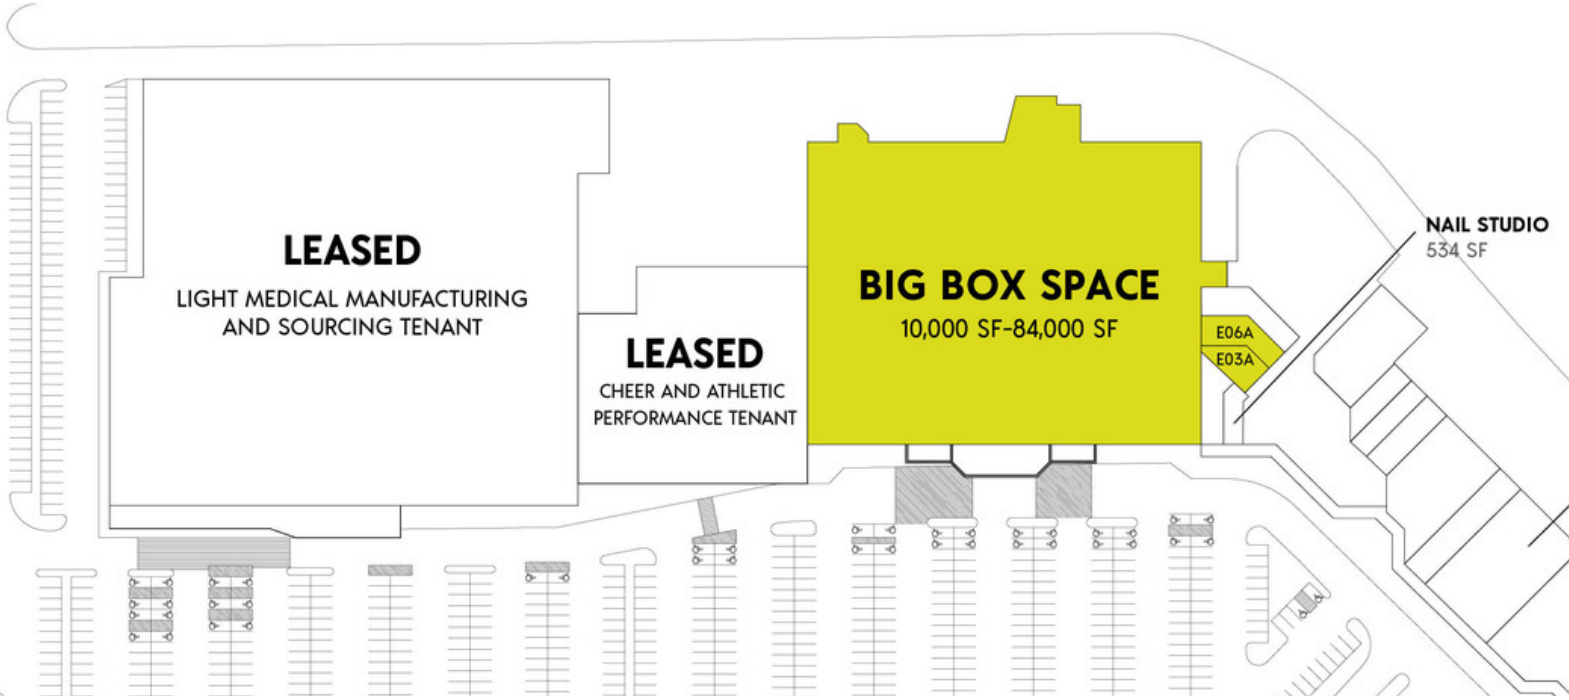 LEASED
LIGHT MEDICAL MANUFACTURING
AND SOURCING TENANT
LEASED
CHEER AND ATHLETIC
PERFORMANCE TENANT
BIG BOX SPACE
10,000 SF-84,000 SF
E06A
E03A
NAIL STUDIO
534 SF